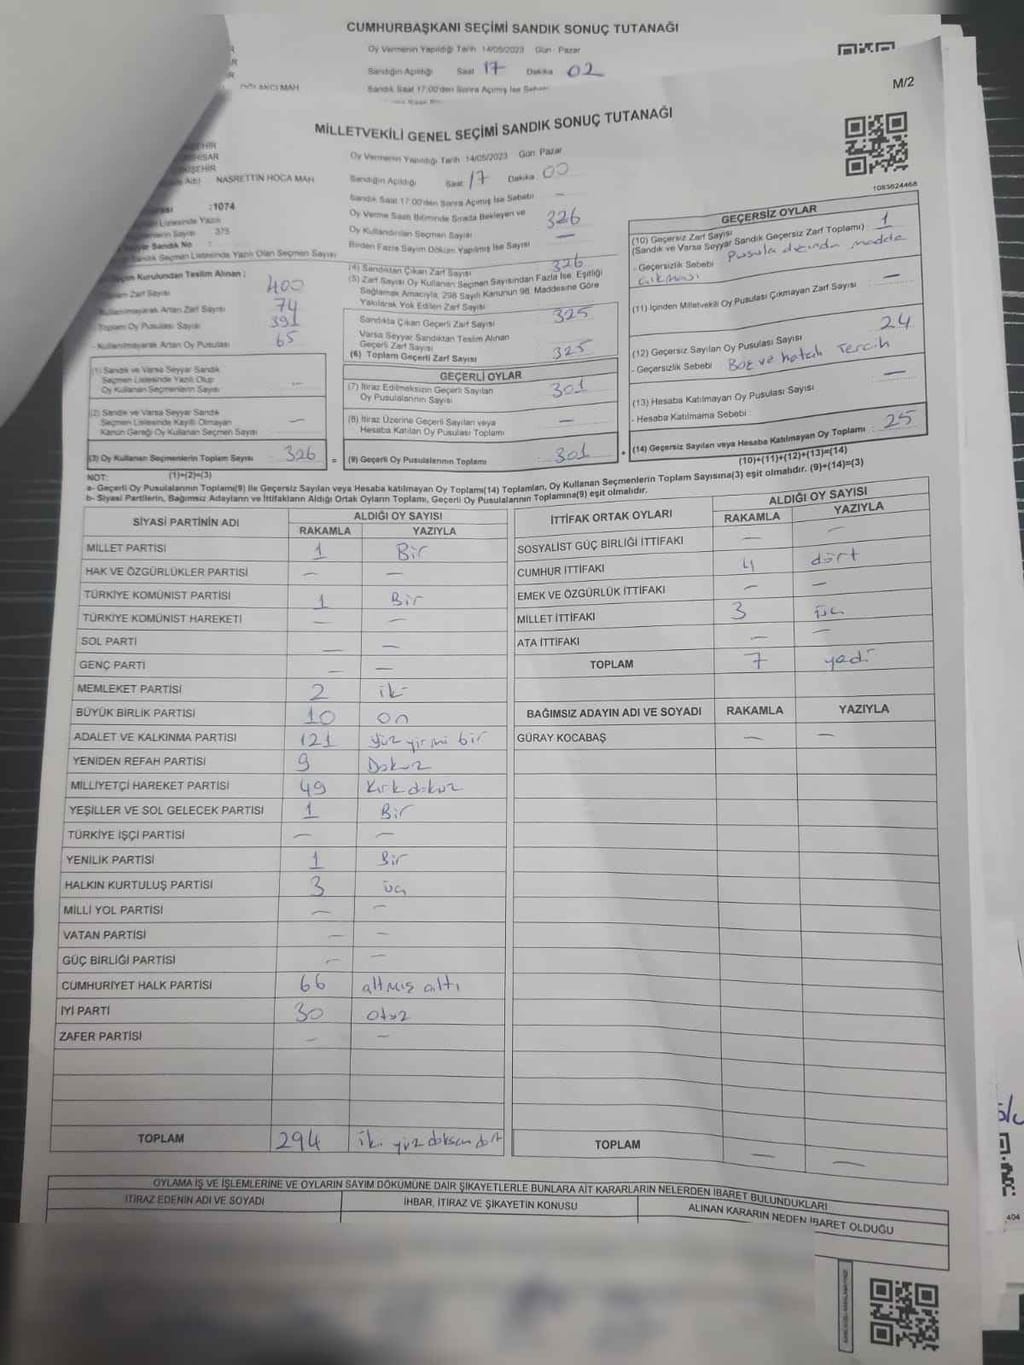 CUMHURBAŞKANI SEÇİMİ SANDIK SONUÇ TUTANAĞI
Oy Vermenin Yapıldığı Tarih 14/05/2023 Gün Pazar
Sandığın Açıldığı Saat 17 Dakika 02
Sandık Saat 17:00'den Sonra Açılmış İse
MAH
M/2
MİLLETVEKİLİ GENEL SEÇİMİ SANDIK SONUÇ TUTANAĞI
Oy Vermenin Yapıldığı Tarih 14/05/2023 Gün Pazar
NASRETTİN HOCA MAH
Sandığın Açıldığı Saat 17 Dakika 00
1083624468
:1074
Sandık Saat 17:00'den Sonra Açılmış İse Sebebi —
Oy Verme Saati Bitiminde Sırada Bekleyen ve
Oy Kullandırılan Seçmen Sayısı 326
Birden Fazla Sayım Döküm Yapılmış İse Sayısı —
375
Seçmen Listesinde Yazılı Olan Seçmen Sayısı
Kurulundan Teslim Alınan :
Zarf Sayısı 400
Kullanılmayarak Artan Zarf Sayısı 74
Toplam Oy Pusulası Sayısı 391
- Kullanılmayarak Artan Oy Pusulası 65
(1) Sandık ve Varsa Seyyar Sandık
Seçmen Listesinde Yazılı Olup
Oy Kullanan Seçmenlerin Sayısı —
(2) Sandık ve Varsa Seyyar Sandık
Seçmen Listesinde Kayıtlı Olmayan
Kanun Gereği Oy Kullanan Seçmen Sayısı —
(3) Oy Kullanan Seçmenlerin Toplam Sayısı 326
(1)+(2)=(3)
(4) Sandıktan Çıkan Zarf Sayısı 326
(5) Zarf Sayısı Oy Kullanan Seçmen Sayısından Fazla İse, Eşitliği
Sağlamak Amacıyla, 298 Sayılı Kanunun 98. Maddesine Göre
Yakılarak Yok Edilen Zarf Sayısı
Sandıkta Çıkan Geçerli Zarf Sayısı 325
Varsa Seyyar Sandıktan Teslim Alınan
Geçerli Zarf Sayısı
(6) Toplam Geçerli Zarf Sayısı 325
GEÇERLİ OYLAR
(7) İtiraz Edilmeksizin Geçerli Sayılan
Oy Pusulalarının Sayısı 301
(8) İtiraz Üzerine Geçerli Sayılan veya
Hesaba Katılan Oy Pusulası Toplamı —
= (9) Geçerli Oy Pusulalarının Toplamı 301
GEÇERSİZ OYLAR
(10) Geçersiz Zarf Sayısı
(Sandık ve Varsa Seyyar Sandık Geçersiz Zarf Toplamı) 1
- Geçersizlik Sebebi pusula dışında madde
çıkması
(11) İçinden Milletvekili Oy Pusulası Çıkmayan Zarf Sayısı —
(12) Geçersiz Sayılan Oy Pusulası Sayısı 24
- Geçersizlik Sebebi Boş ve hatalı Tercih
(13) Hesaba Katılmayan Oy Pusulası Sayısı —
- Hesaba Katılmama Sebebi :
+ (14) Geçersiz Sayılan veya Hesaba Katılmayan Oy Toplamı 25
(10)+(11)+(12)+(13)=(14)
NOT:
a- Geçerli Oy Pusulalarının Toplamı(9) ile Geçersiz Sayılan veya Hesaba katılmayan Oy Toplamı(14) Toplamları, Oy Kullanan Seçmenlerin Toplam Sayısına(3) eşit olmalıdır. (9)+(14)=(3)
b- Siyasi Partilerin, Bağımsız Adayların ve İttifakların Aldığı Ortak Oyların Toplamı, Geçerli Oy Pusulalarının Toplamına(9) eşit olmalıdır.
SİYASİ PARTİNİN ADI ALDIĞI OY SAYISI
RAKAMLA YAZIYLA
MİLLET PARTİSİ 1 Bir
HAK VE ÖZGÜRLÜKLER PARTİSİ — —
TÜRKİYE KOMÜNİST PARTİSİ 1 Bir
TÜRKİYE KOMÜNİST HAREKETİ — —
SOL PARTİ — —
GENÇ PARTİ — —
MEMLEKET PARTİSİ 2 iki
BÜYÜK BİRLİK PARTİSİ 10 on
ADALET VE KALKINMA PARTİSİ 121 yüz yirmi bir
YENİDEN REFAH PARTİSİ 9 Dokuz
MİLLİYETÇİ HAREKET PARTİSİ 49 Kırk dokuz
YEŞİLLER VE SOL GELECEK PARTİSİ 1 Bir
TÜRKİYE İŞÇİ PARTİSİ — —
YENİLİK PARTİSİ 1 Bir
HALKIN KURTULUŞ PARTİSİ 3 üç
MİLLİ YOL PARTİSİ — —
VATAN PARTİSİ — —
GÜÇ BİRLİĞİ PARTİSİ — —
CUMHURİYET HALK PARTİSİ 66 altmış altı
İYİ PARTİ 30 otuz
ZAFER PARTİSİ — —
TOPLAM 294 iki yüz doksan dört
İTTİFAK ORTAK OYLARI ALDIĞI OY SAYISI
RAKAMLA YAZIYLA
SOSYALİST GÜÇ BİRLİĞİ İTTİFAKI — —
CUMHUR İTTİFAKI 4 dört
EMEK VE ÖZGÜRLÜK İTTİFAKI — —
MİLLET İTTİFAKI 3 üç
ATA İTTİFAKI — —
TOPLAM 7 yedi
BAĞIMSIZ ADAYIN ADI VE SOYADI RAKAMLA YAZIYLA
GÜRAY KOCABAŞ — —
TOPLAM — —
OYLAMA İŞ VE İŞLEMLERİNE VE OYLARIN SAYIM DÖKÜMÜNE DAİR ŞİKAYETLERLE BUNLARA AİT KARARLARIN NELERDEN İBARET BULUNDUKLARI
İTİRAZ EDENİN ADI VE SOYADI İHBAR, İTİRAZ VE ŞİKAYETİN KONUSU ALINAN KARARIN NEDEN İBARET OLDUĞU
404